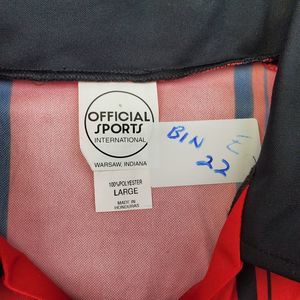 OFFICIAL
SPORTS
INTERNATIONAL
WARSAW, INDIANA
100% POLYESTER
LARGE
MADE IN
HONDURAS
BIN
22